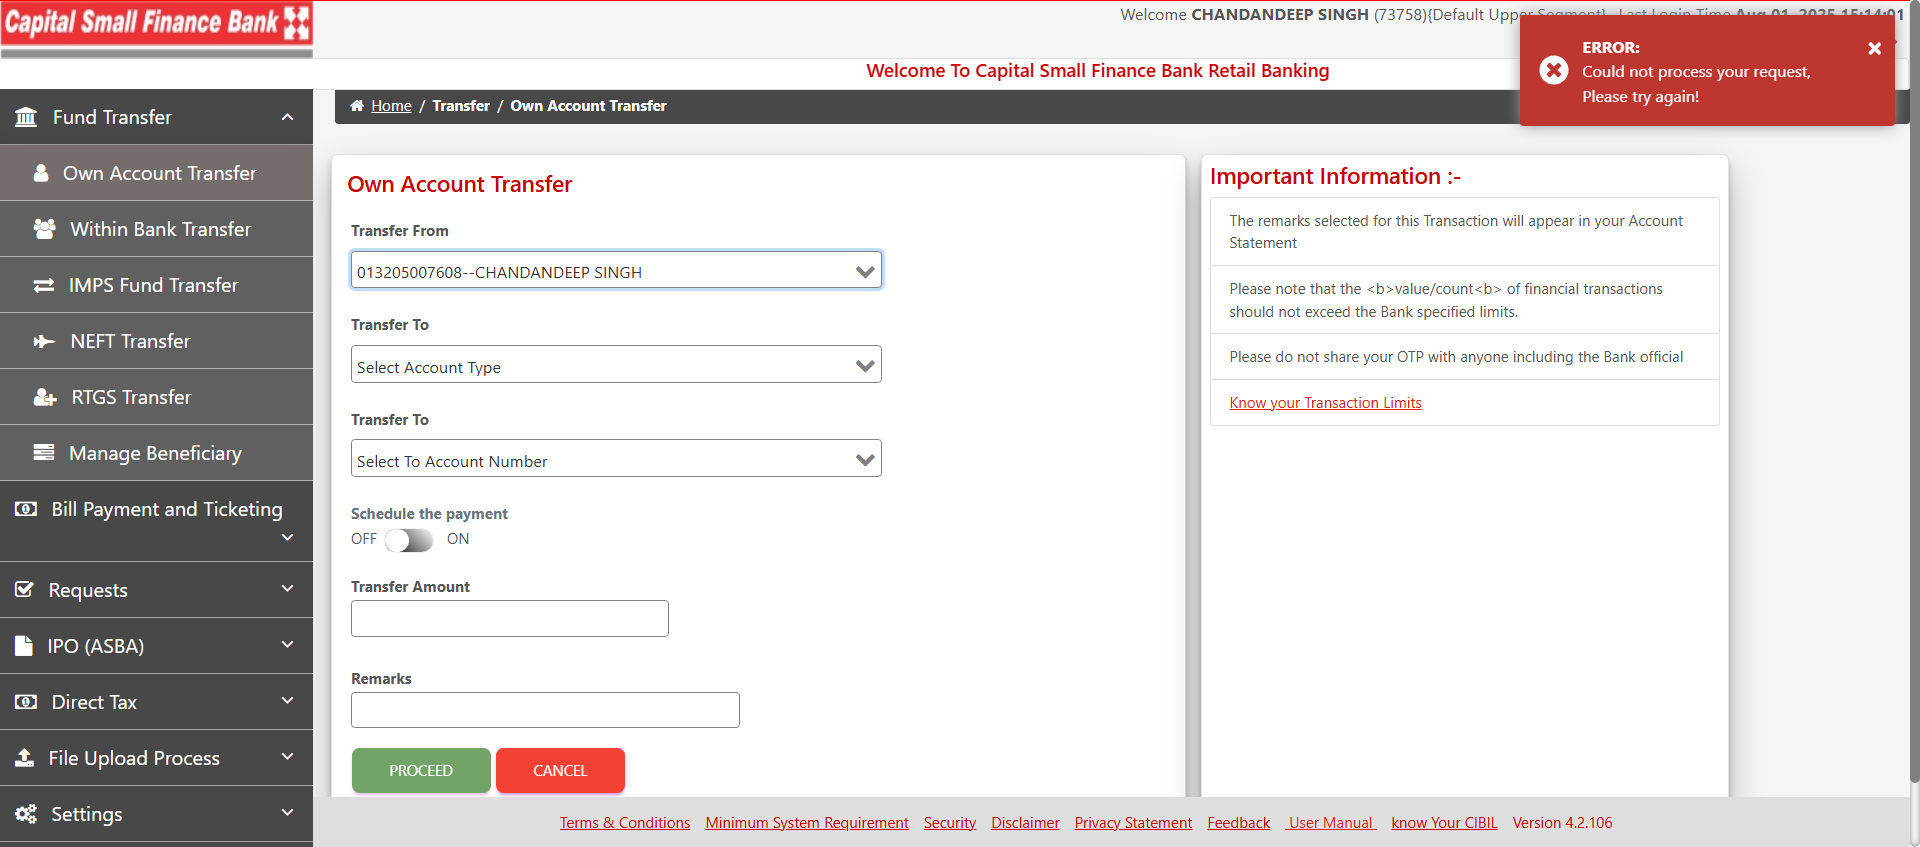 Capital Small Finance Bank
Welcome CHANDANDEEP SINGH (73758){Default Upper Segment} Last Login Time Aug 01, 2025 15:14:01
ERROR:
Could not process your request,
Please try again!
Welcome To Capital Small Finance Bank Retail Banking
Home / Transfer / Own Account Transfer
Fund Transfer
Own Account Transfer
Within Bank Transfer
IMPS Fund Transfer
NEFT Transfer
RTGS Transfer
Manage Beneficiary
Bill Payment and Ticketing
Requests
IPO (ASBA)
Direct Tax
File Upload Process
Settings
Own Account Transfer
Transfer From
013205007608--CHANDANDEEP SINGH
Transfer To
Select Account Type
Transfer To
Select To Account Number
Schedule the payment
OFF ON
Transfer Amount
Remarks
PROCEED CANCEL
Important Information :-
The remarks selected for this Transaction will appear in your Account
Statement
Please note that the <b>value/count<b> of financial transactions
should not exceed the Bank specified limits.
Please do not share your OTP with anyone including the Bank official
Know your Transaction Limits
Terms & Conditions Minimum System Requirement Security Disclaimer Privacy Statement Feedback User Manual know Your CIBIL Version 4.2.106